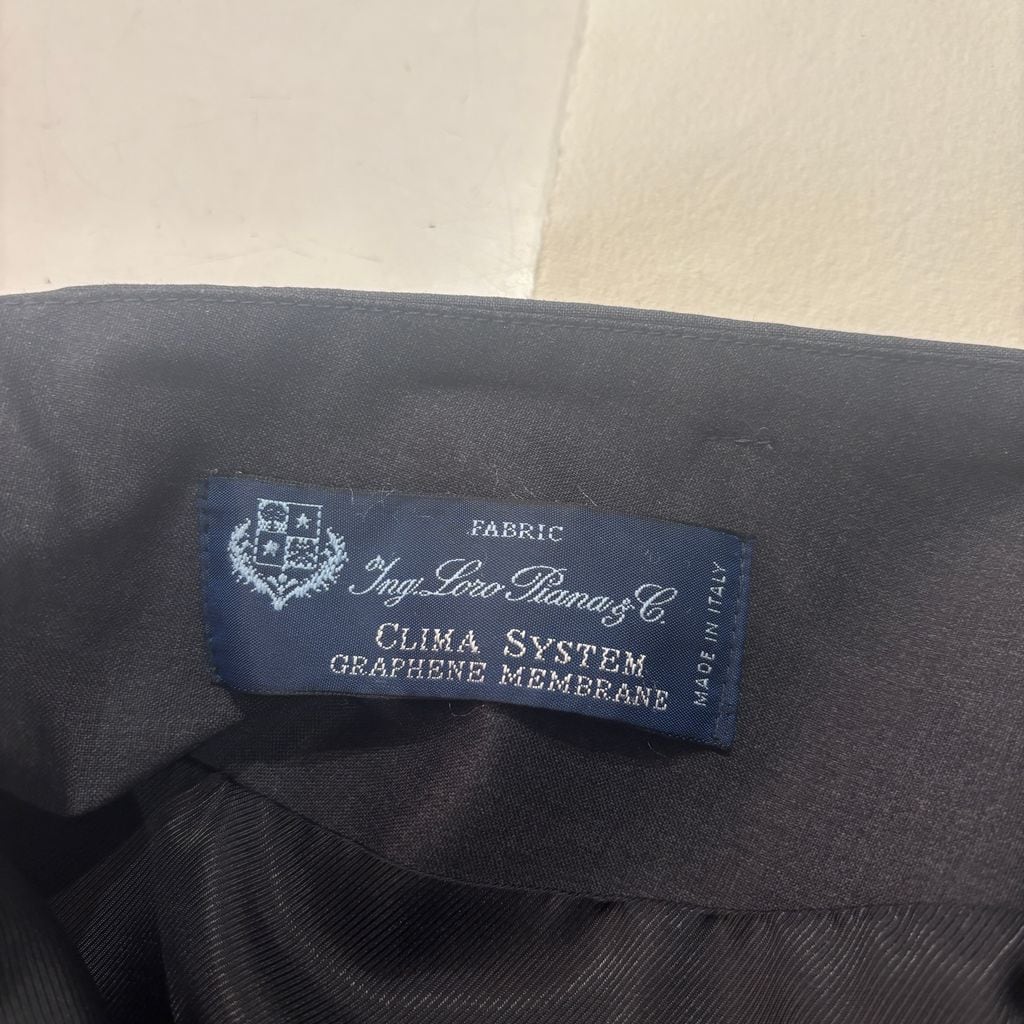 FABRIC
Ing. Loro Piana & C.
CLIMA SYSTEM
GRAPHENE MEMBRANE
MADE IN ITALY